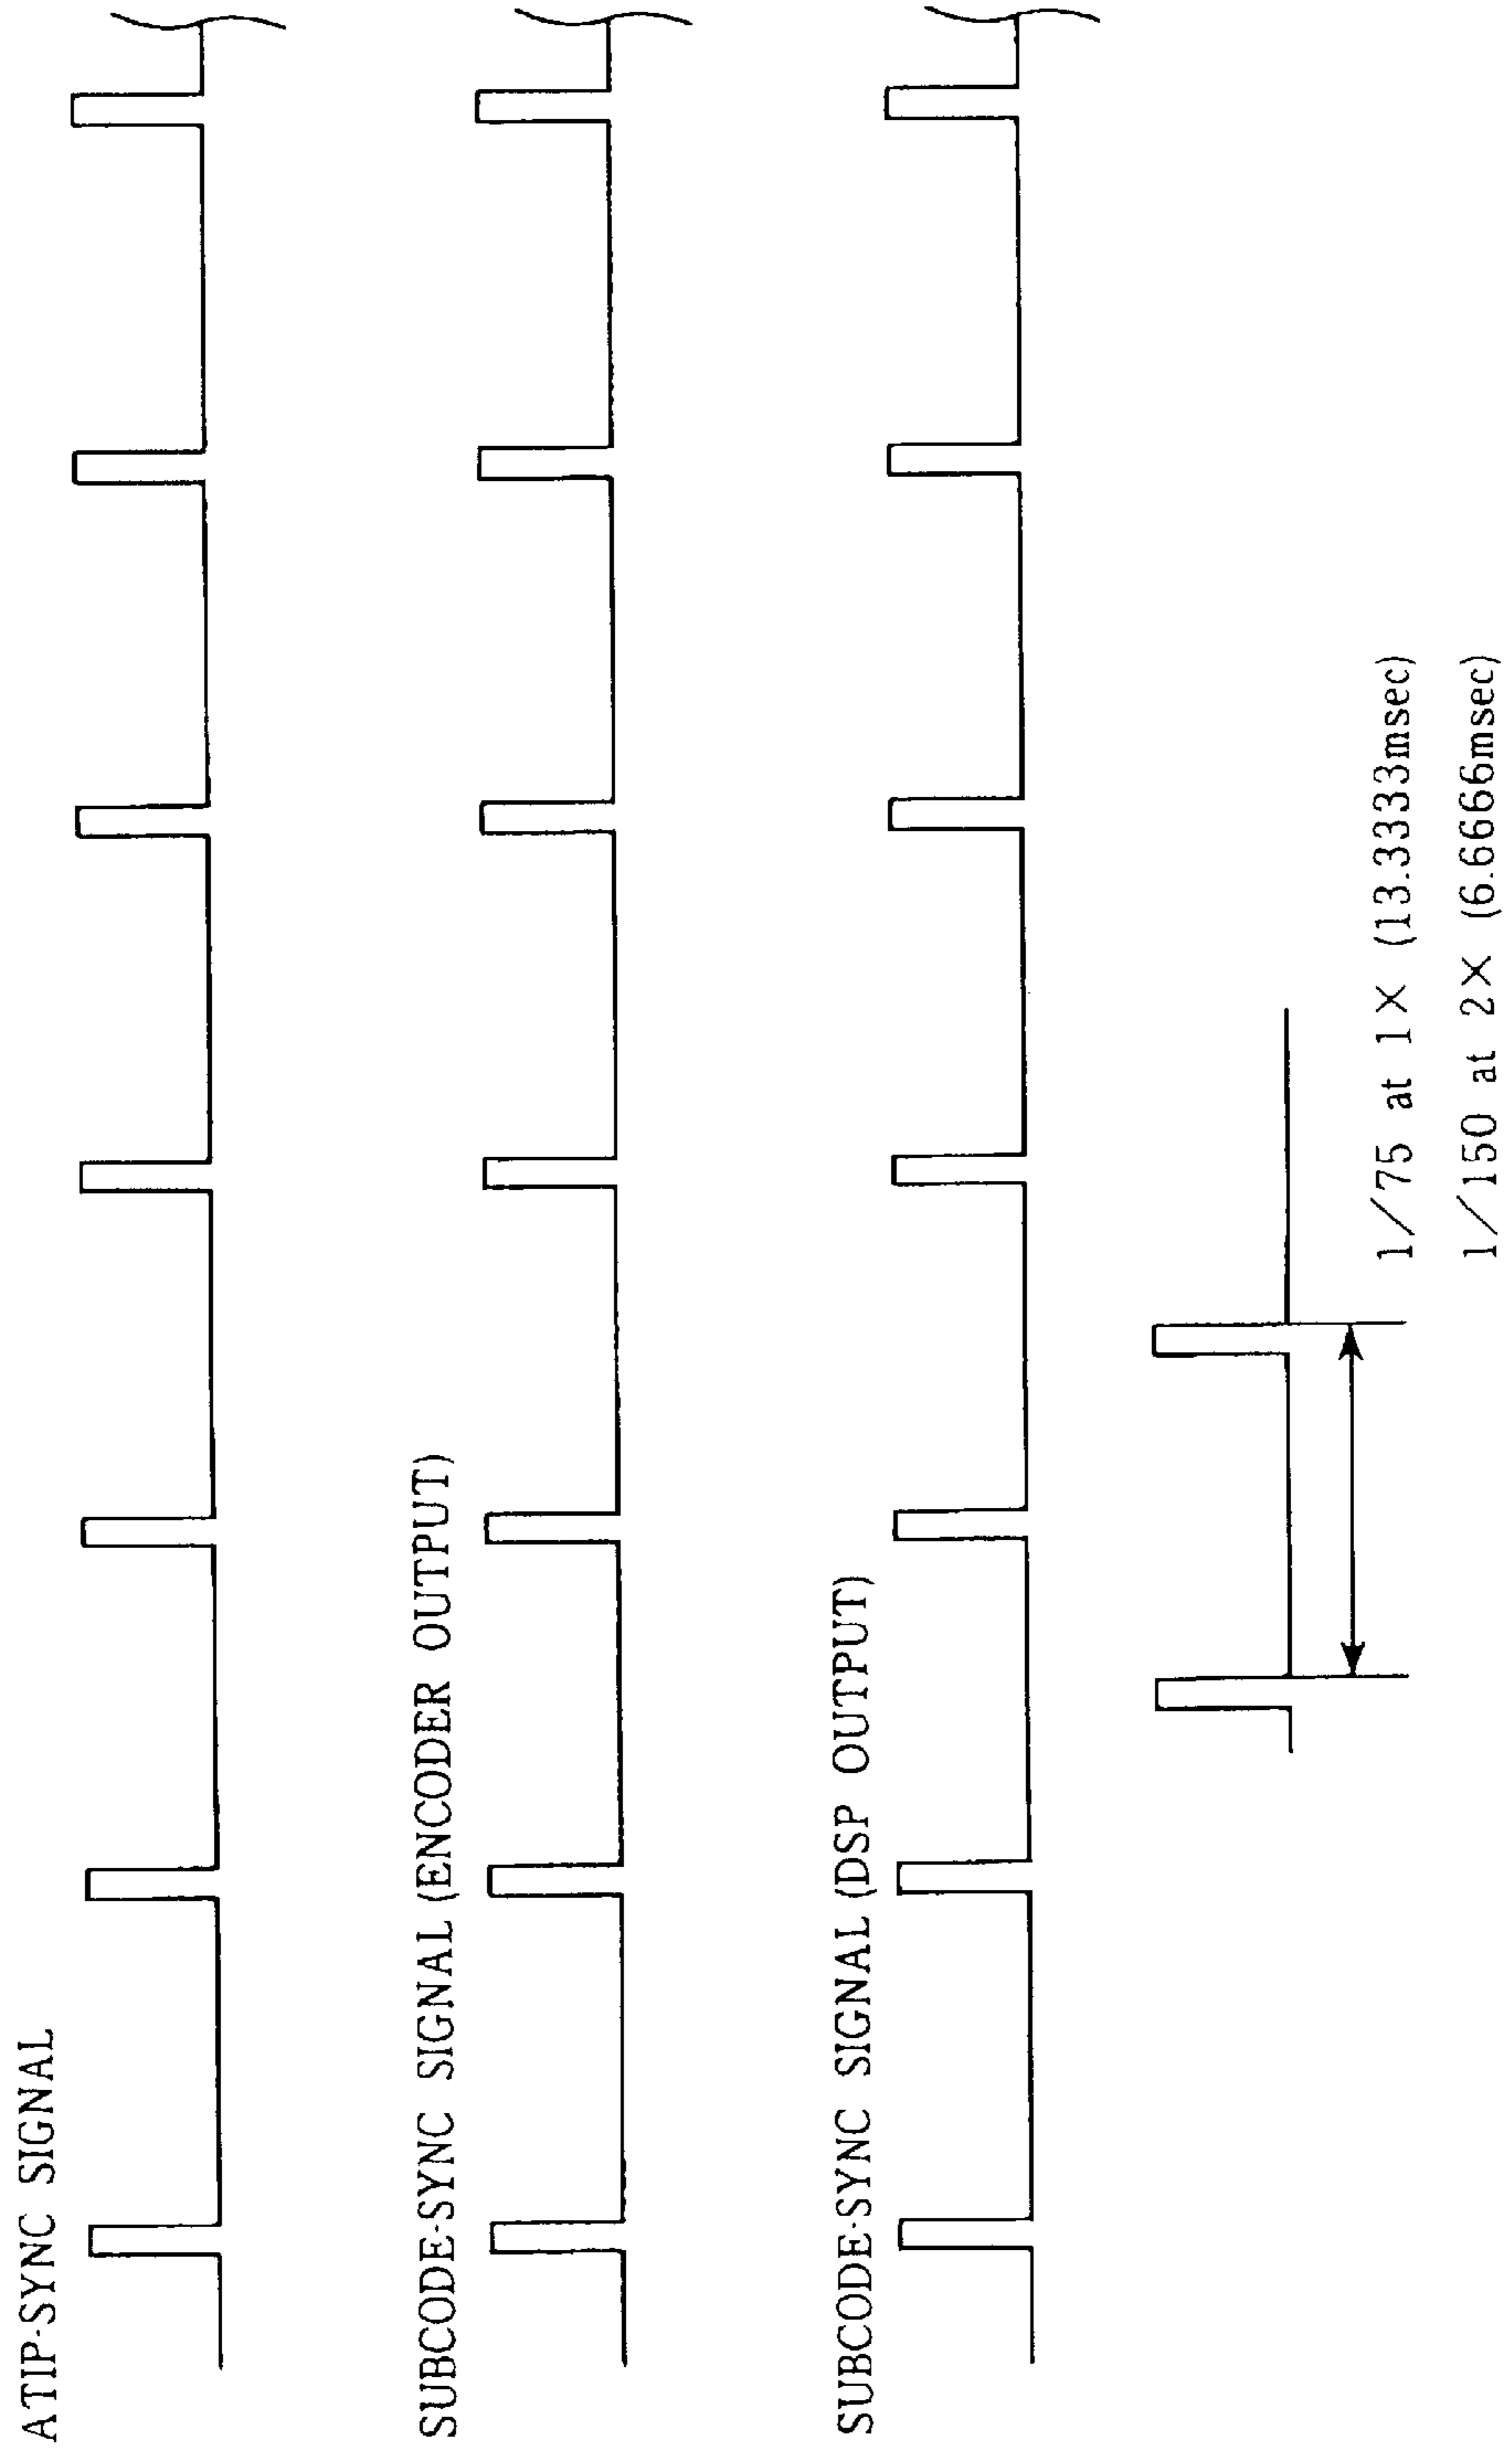 ATIP-SYNC SIGNAL
SUBCODE-SYNC SIGNAL (ENCODER OUTPUT)
SUBCODE-SYNC SIGNAL (DSP OUTPUT)
1/75 at 1× (13.3333msec)
1/150 at 2× (6.6666msec)